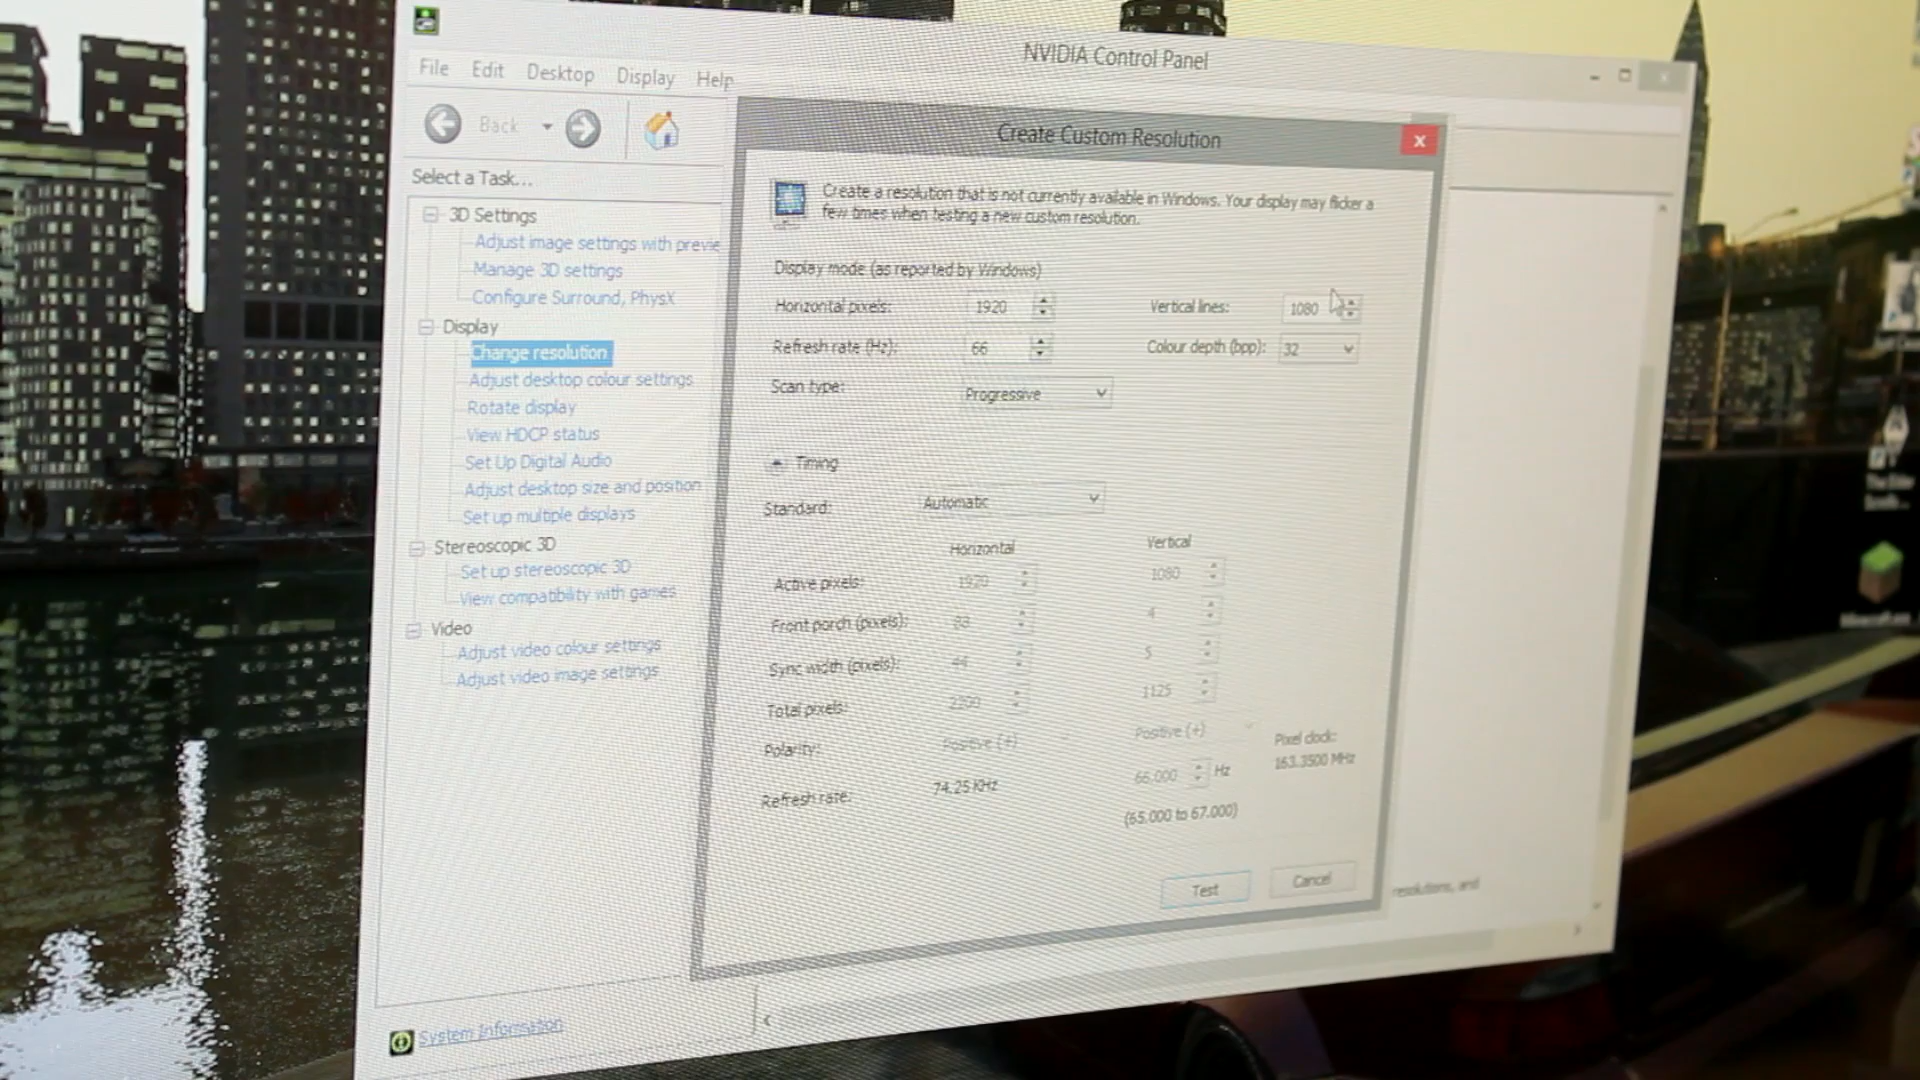 NVIDIA Control Panel
File Edit Desktop Display Help
Back
Select a Task...
3D Settings
Adjust image settings with previe
Manage 3D settings
Configure Surround, PhysX
Display
Change resolution
Adjust desktop colour settings
Rotate display
View HDCP status
Set Up Digital Audio
Adjust desktop size and position
Set up multiple displays
Stereoscopic 3D
Set up stereoscopic 3D
View compatibility with games
Video
Adjust video colour settings
Adjust video image settings
System Information
Create Custom Resolution
x
Create a resolution that is not currently available in Windows. Your display may flicker a
few times when testing a new custom resolution.
Display mode (as reported by Windows)
Horizontal pixels: 1920 Vertical lines: 1080
Refresh rate (Hz): 66 Colour depth (bpp): 32
Scan type: Progressive
Timing
Standard: Automatic
Horizontal Vertical
Active pixels: 1920 1080
Front porch (pixels): 4
Sync width (pixels): 44 5
Total pixels: 2200 1125
Polarity: Positive (+) Positive (+)
Pixel clock:
163.3500 MHz
Refresh rate: 74.25 KHz 66.000 Hz
(65.000 to 67.000)
Test Cancel
resolutions, and
The Elder
Scrolls...